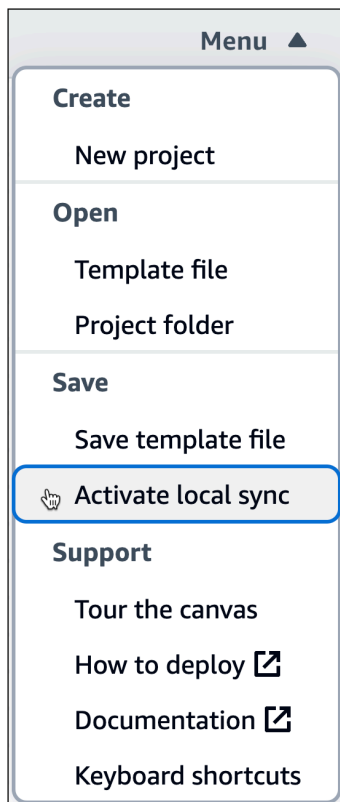 Menu
Create
New project
Open
Template file
Project folder
Save
Save template file
Activate local sync
Support
Tour the canvas
How to deploy
Documentation
Keyboard shortcuts